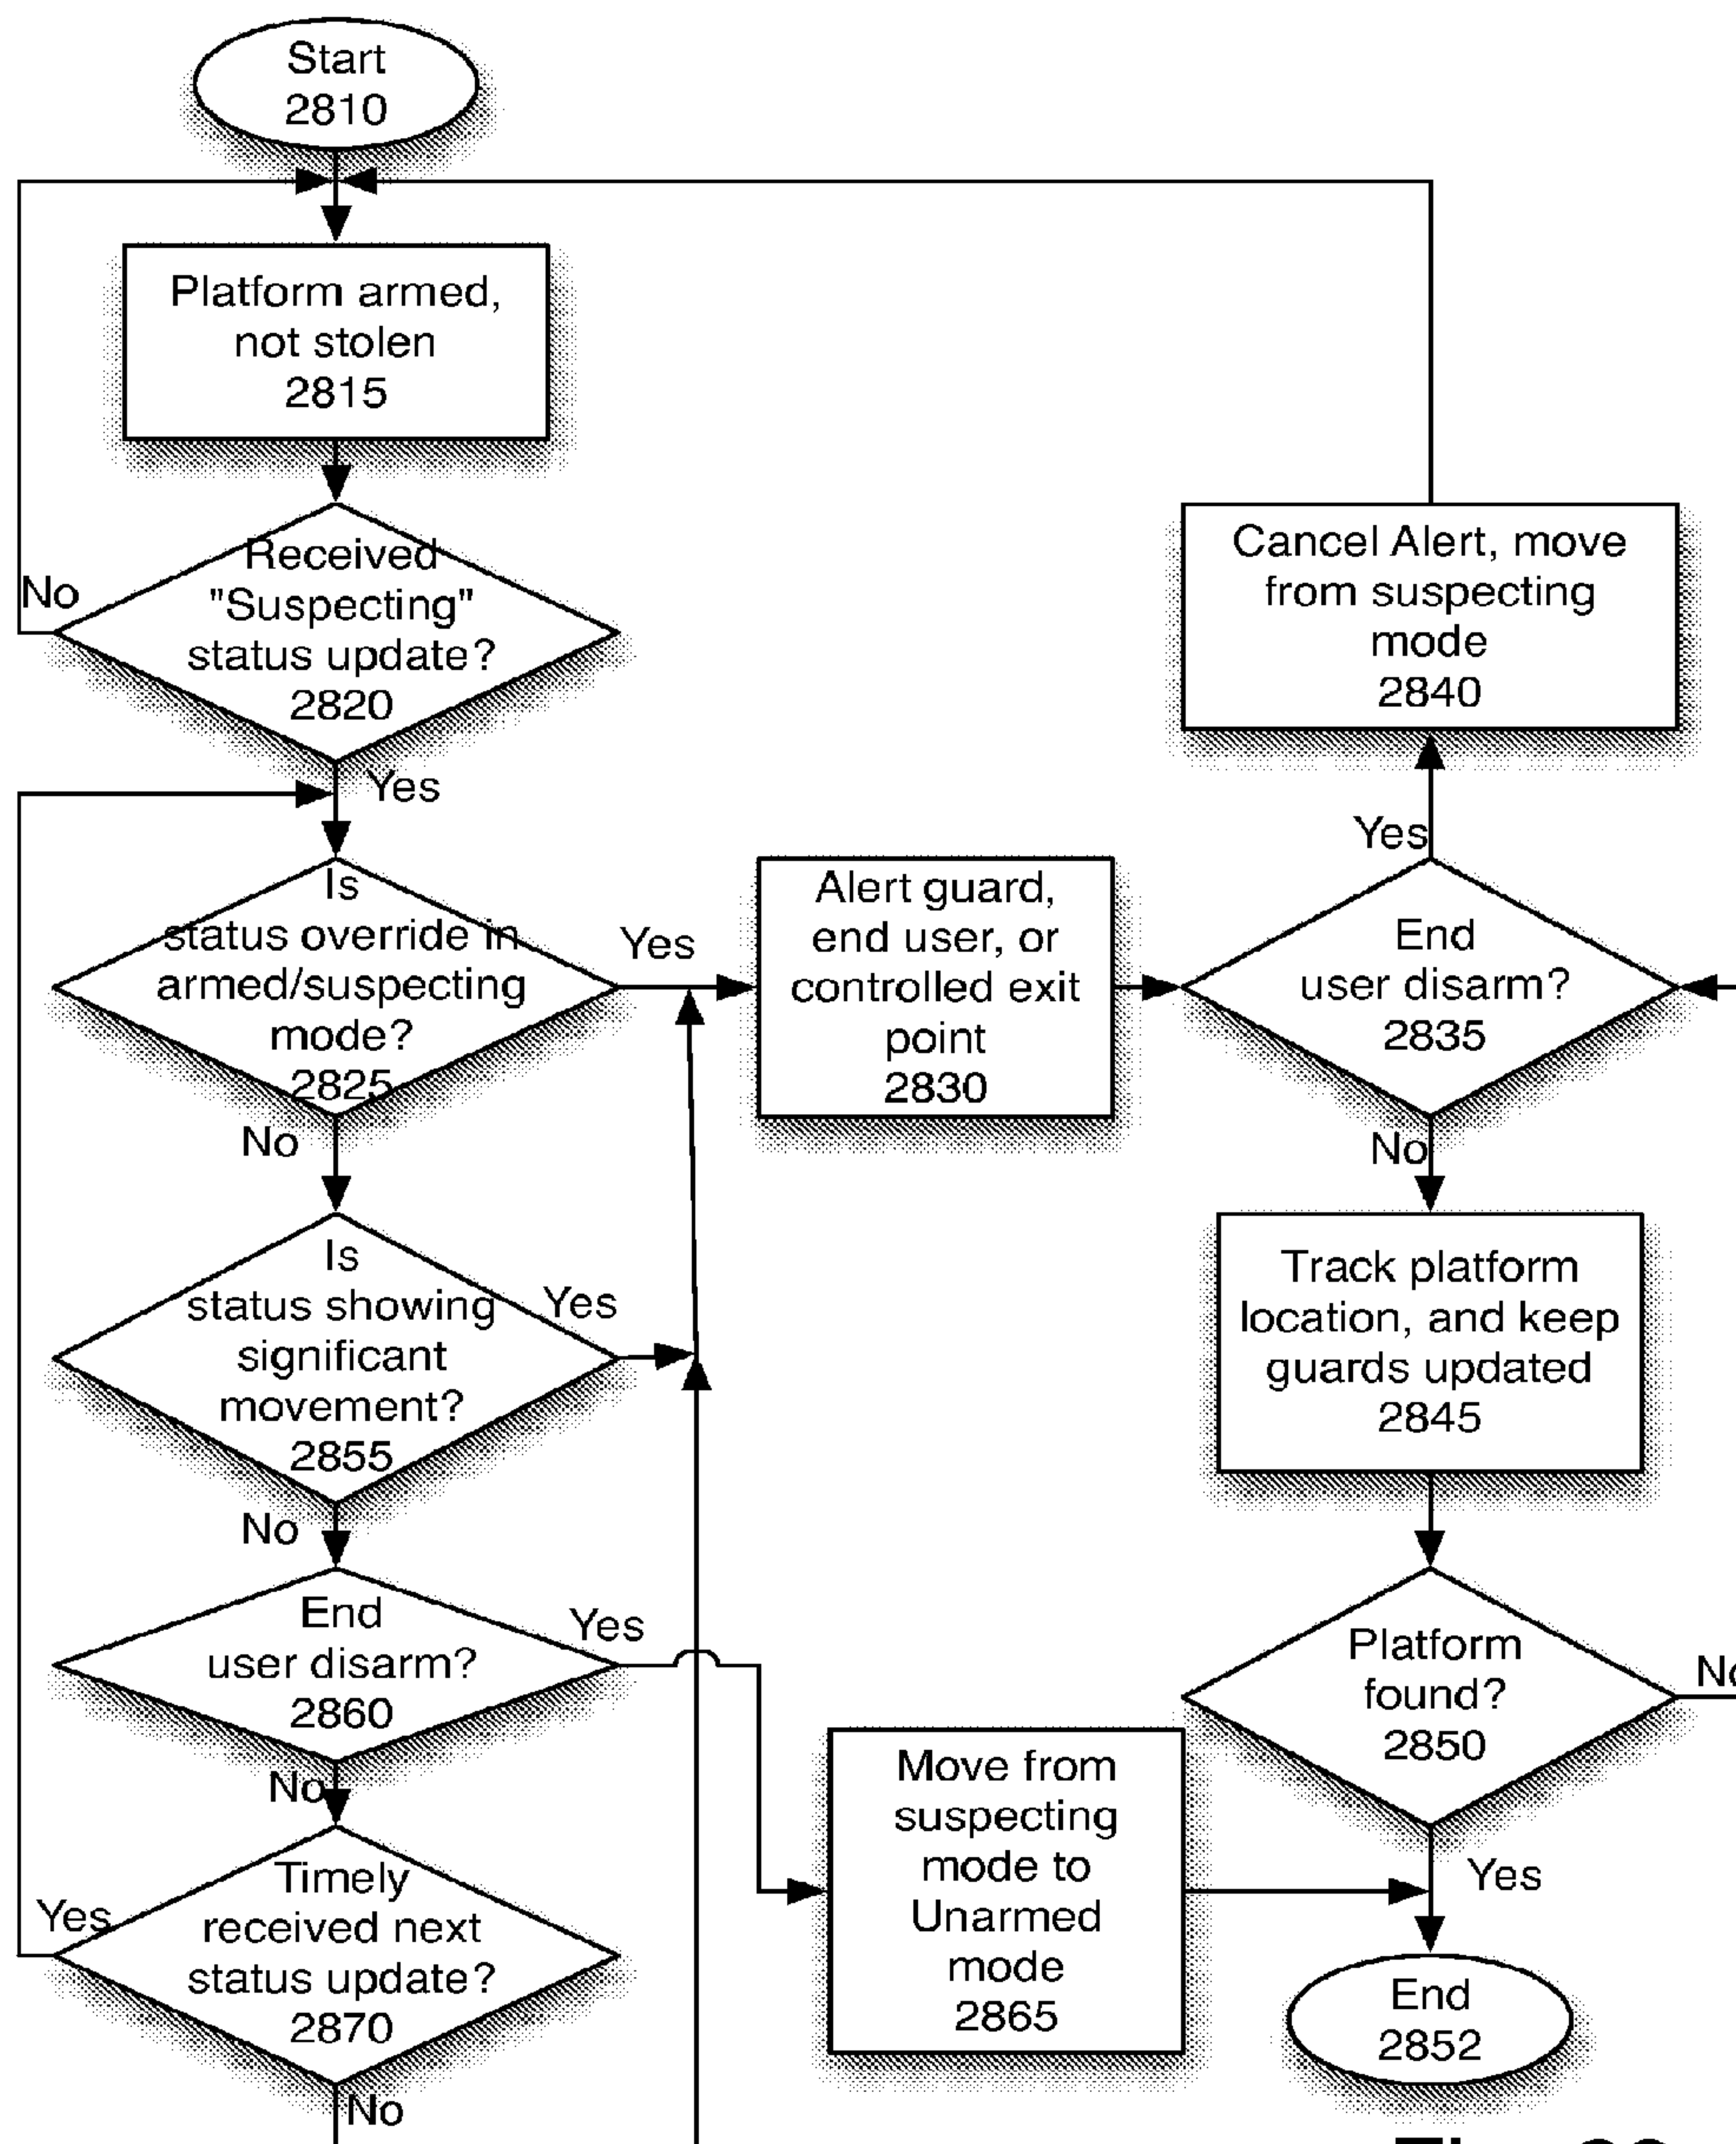 Start
2810
Platform armed,
not stolen
2815
No
Received
"Suspecting"
status update?
2820
Yes
Is
status override in
armed/suspecting
mode?
2825
Yes
No
Alert guard,
end user, or
controlled exit
point
2830
Cancel Alert, move
from suspecting
mode
2840
Yes
End
user disarm?
2835
No
Track platform
location, and keep
guards updated
2845
Is
status showing
significant
movement?
2855
Yes
No
End
user disarm?
2860
Yes
No
Move from
suspecting
mode to
Unarmed
mode
2865
Platform
found?
2850
No
Yes
Timely
received next
status update?
2870
Yes
No
End
2852